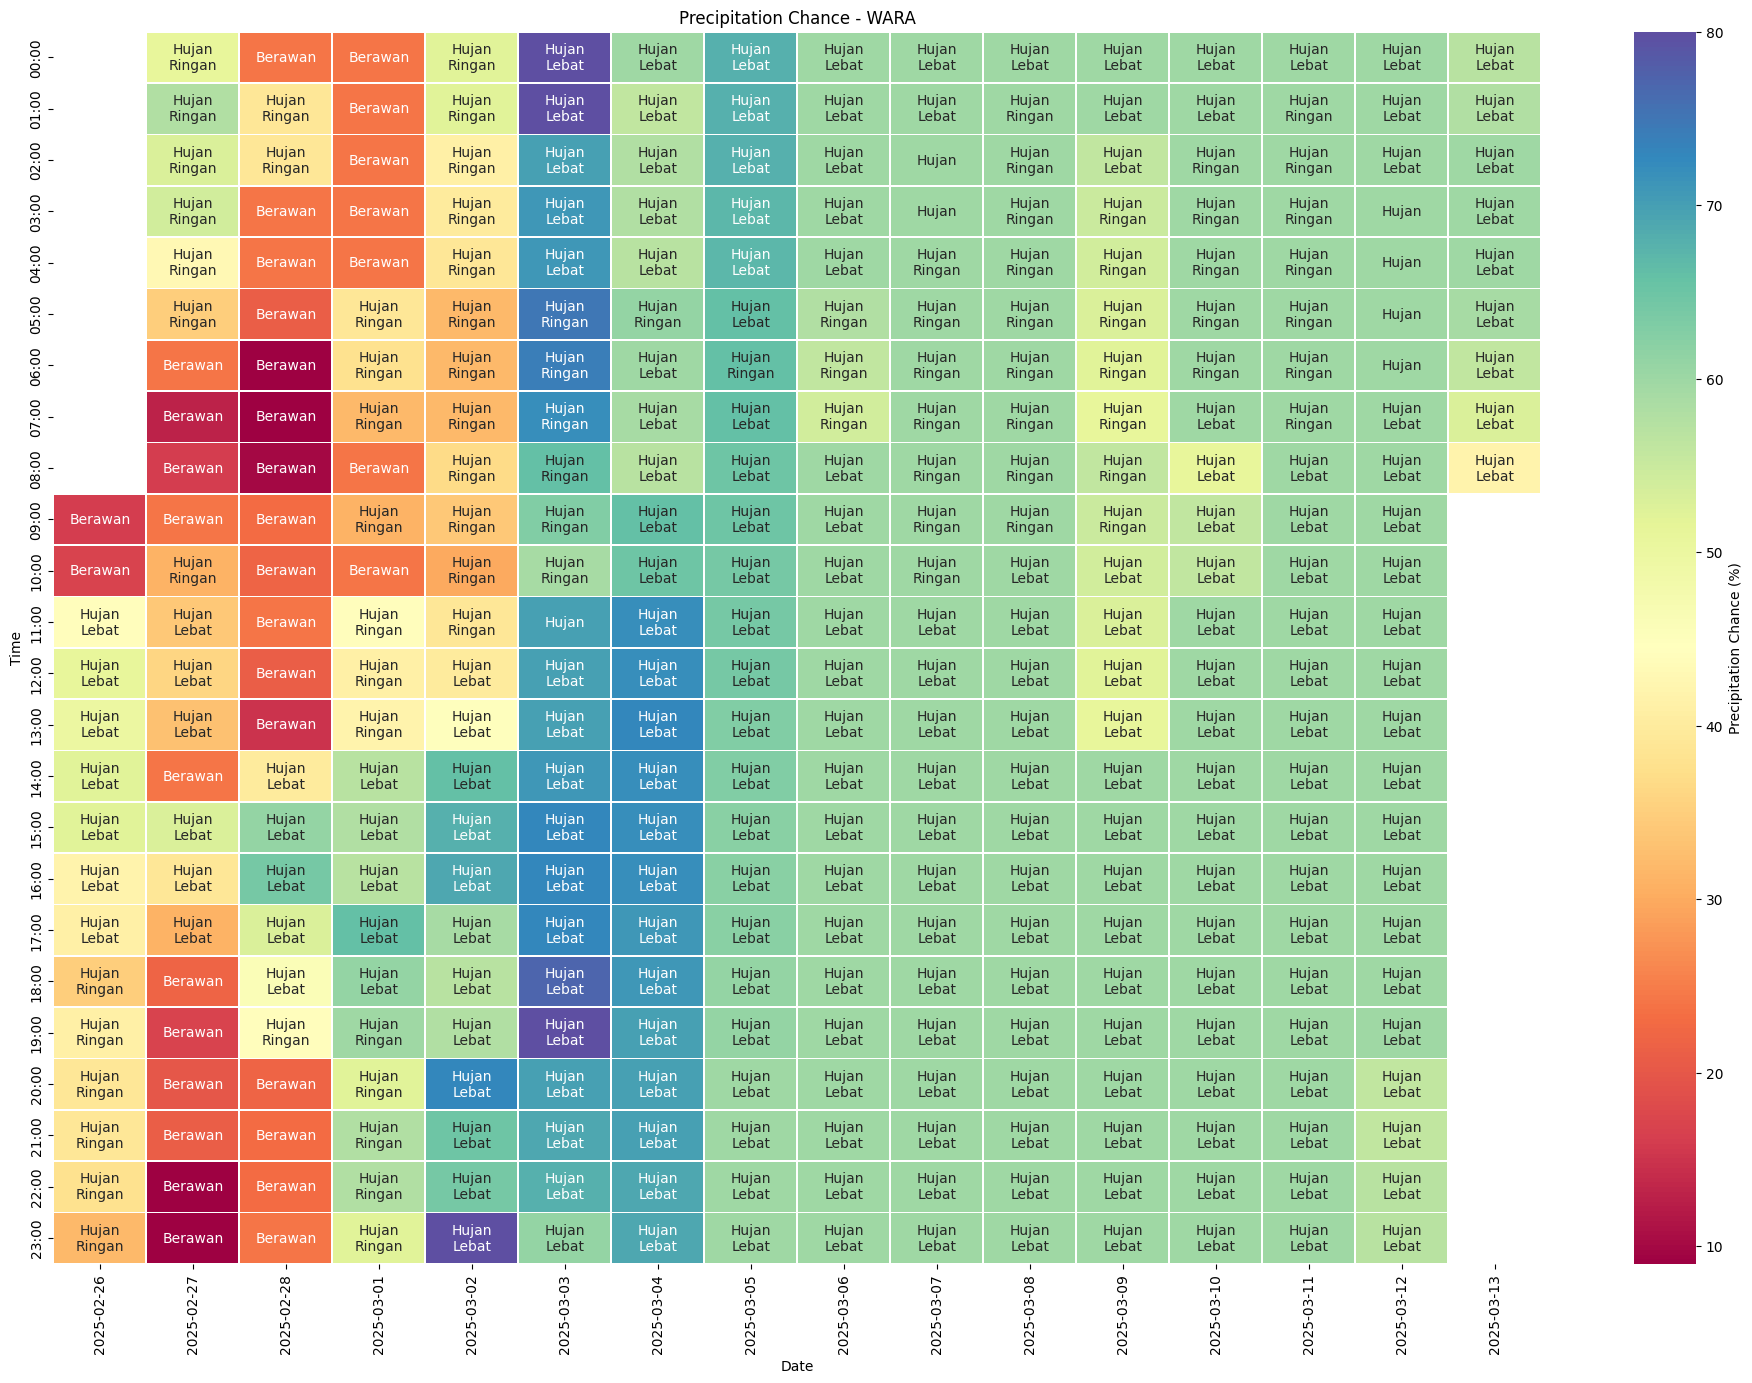 Precipitation Chance - WARA
00:00 Hujan Ringan Berawan Berawan Hujan Ringan Hujan Lebat Hujan Lebat Hujan Lebat Hujan Lebat Hujan Lebat Hujan Lebat Hujan Lebat Hujan Lebat Hujan Lebat Hujan Lebat Hujan Lebat
01:00 Hujan Ringan Hujan Ringan Berawan Hujan Ringan Hujan Lebat Hujan Lebat Hujan Lebat Hujan Lebat Hujan Lebat Hujan Ringan Hujan Lebat Hujan Lebat Hujan Ringan Hujan Lebat Hujan Lebat
02:00 Hujan Ringan Hujan Ringan Berawan Hujan Ringan Hujan Lebat Hujan Lebat Hujan Lebat Hujan Lebat Hujan Hujan Ringan Hujan Lebat Hujan Ringan Hujan Ringan Hujan Lebat Hujan Lebat
03:00 Hujan Ringan Berawan Berawan Hujan Ringan Hujan Lebat Hujan Lebat Hujan Lebat Hujan Lebat Hujan Hujan Ringan Hujan Ringan Hujan Ringan Hujan Ringan Hujan Hujan Lebat
04:00 Hujan Ringan Berawan Berawan Hujan Ringan Hujan Lebat Hujan Lebat Hujan Lebat Hujan Lebat Hujan Ringan Hujan Ringan Hujan Ringan Hujan Ringan Hujan Ringan Hujan Hujan Lebat
05:00 Hujan Ringan Berawan Hujan Ringan Hujan Ringan Hujan Ringan Hujan Ringan Hujan Lebat Hujan Ringan Hujan Ringan Hujan Ringan Hujan Ringan Hujan Ringan Hujan Ringan Hujan Hujan Lebat
06:00 Berawan Berawan Hujan Ringan Hujan Ringan Hujan Ringan Hujan Lebat Hujan Ringan Hujan Ringan Hujan Ringan Hujan Ringan Hujan Ringan Hujan Ringan Hujan Ringan Hujan Hujan Lebat
07:00 Berawan Berawan Hujan Ringan Hujan Ringan Hujan Ringan Hujan Lebat Hujan Lebat Hujan Ringan Hujan Ringan Hujan Ringan Hujan Ringan Hujan Lebat Hujan Ringan Hujan Lebat Hujan Lebat
08:00 Berawan Berawan Berawan Hujan Ringan Hujan Ringan Hujan Lebat Hujan Lebat Hujan Lebat Hujan Ringan Hujan Ringan Hujan Ringan Hujan Lebat Hujan Lebat Hujan Lebat Hujan Lebat
09:00 Berawan Berawan Berawan Hujan Ringan Hujan Ringan Hujan Ringan Hujan Lebat Hujan Lebat Hujan Lebat Hujan Ringan Hujan Ringan Hujan Ringan Hujan Lebat Hujan Lebat Hujan Lebat
10:00 Berawan Hujan Ringan Berawan Berawan Hujan Ringan Hujan Ringan Hujan Lebat Hujan Lebat Hujan Lebat Hujan Ringan Hujan Lebat Hujan Lebat Hujan Lebat Hujan Lebat Hujan Lebat
11:00 Hujan Lebat Hujan Lebat Berawan Hujan Ringan Hujan Ringan Hujan Hujan Lebat Hujan Lebat Hujan Lebat Hujan Lebat Hujan Lebat Hujan Lebat Hujan Lebat Hujan Lebat Hujan Lebat
12:00 Hujan Lebat Hujan Lebat Berawan Hujan Ringan Hujan Lebat Hujan Lebat Hujan Lebat Hujan Lebat Hujan Lebat Hujan Lebat Hujan Lebat Hujan Lebat Hujan Lebat Hujan Lebat Hujan Lebat
13:00 Hujan Lebat Hujan Lebat Berawan Hujan Ringan Hujan Lebat Hujan Lebat Hujan Lebat Hujan Lebat Hujan Lebat Hujan Lebat Hujan Lebat Hujan Lebat Hujan Lebat Hujan Lebat Hujan Lebat
14:00 Hujan Lebat Berawan Hujan Lebat Hujan Lebat Hujan Lebat Hujan Lebat Hujan Lebat Hujan Lebat Hujan Lebat Hujan Lebat Hujan Lebat Hujan Lebat Hujan Lebat Hujan Lebat Hujan Lebat
15:00 Hujan Lebat Hujan Lebat Hujan Lebat Hujan Lebat Hujan Lebat Hujan Lebat Hujan Lebat Hujan Lebat Hujan Lebat Hujan Lebat Hujan Lebat Hujan Lebat Hujan Lebat Hujan Lebat Hujan Lebat
16:00 Hujan Lebat Hujan Lebat Hujan Lebat Hujan Lebat Hujan Lebat Hujan Lebat Hujan Lebat Hujan Lebat Hujan Lebat Hujan Lebat Hujan Lebat Hujan Lebat Hujan Lebat Hujan Lebat Hujan Lebat
17:00 Hujan Lebat Hujan Lebat Hujan Lebat Hujan Lebat Hujan Lebat Hujan Lebat Hujan Lebat Hujan Lebat Hujan Lebat Hujan Lebat Hujan Lebat Hujan Lebat Hujan Lebat Hujan Lebat Hujan Lebat
18:00 Hujan Ringan Berawan Hujan Lebat Hujan Lebat Hujan Lebat Hujan Lebat Hujan Lebat Hujan Lebat Hujan Lebat Hujan Lebat Hujan Lebat Hujan Lebat Hujan Lebat Hujan Lebat Hujan Lebat
19:00 Hujan Ringan Berawan Hujan Ringan Hujan Ringan Hujan Lebat Hujan Lebat Hujan Lebat Hujan Lebat Hujan Lebat Hujan Lebat Hujan Lebat Hujan Lebat Hujan Lebat Hujan Lebat Hujan Lebat
20:00 Hujan Ringan Berawan Berawan Hujan Ringan Hujan Lebat Hujan Lebat Hujan Lebat Hujan Lebat Hujan Lebat Hujan Lebat Hujan Lebat Hujan Lebat Hujan Lebat Hujan Lebat Hujan Lebat
21:00 Hujan Ringan Berawan Berawan Hujan Ringan Hujan Lebat Hujan Lebat Hujan Lebat Hujan Lebat Hujan Lebat Hujan Lebat Hujan Lebat Hujan Lebat Hujan Lebat Hujan Lebat Hujan Lebat
22:00 Hujan Ringan Berawan Berawan Hujan Ringan Hujan Lebat Hujan Lebat Hujan Lebat Hujan Lebat Hujan Lebat Hujan Lebat Hujan Lebat Hujan Lebat Hujan Lebat Hujan Lebat Hujan Lebat
23:00 Hujan Ringan Berawan Berawan Hujan Ringan Hujan Lebat Hujan Lebat Hujan Lebat Hujan Lebat Hujan Lebat Hujan Lebat Hujan Lebat Hujan Lebat Hujan Lebat Hujan Lebat Hujan Lebat
Time
2025-02-26 2025-02-27 2025-02-28 2025-03-01 2025-03-02 2025-03-03 2025-03-04 2025-03-05 2025-03-06 2025-03-07 2025-03-08 2025-03-09 2025-03-10 2025-03-11 2025-03-12 2025-03-13
Date
80
70
60
50
40
30
20
10
Precipitation Chance (%)